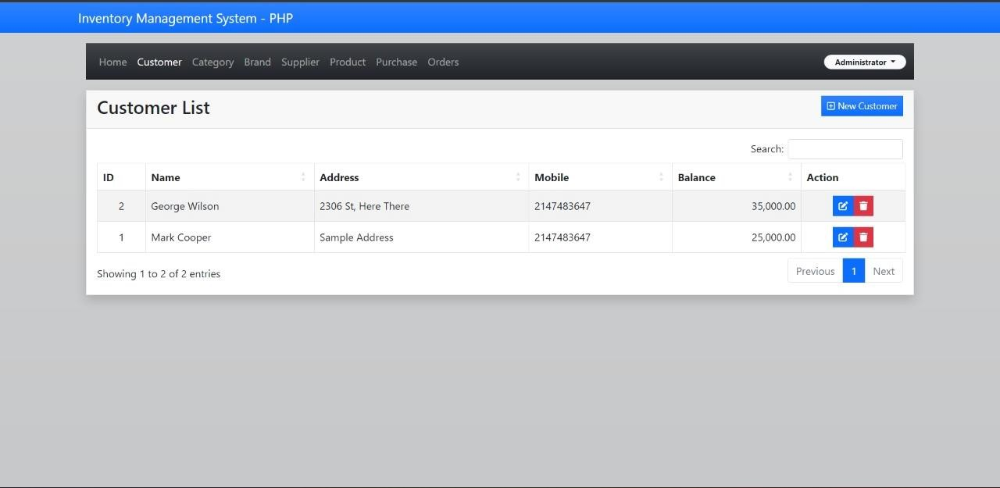 Inventory Management System - PHP
Home Customer Category Brand Supplier Product Purchase Orders Administrator
Customer List New Customer
Search:
ID Name Address Mobile Balance Action
2 George Wilson 2306 St, Here There 2147483647 35,000.00
1 Mark Cooper Sample Address 2147483647 25,000.00
Showing 1 to 2 of 2 entries Previous 1 Next